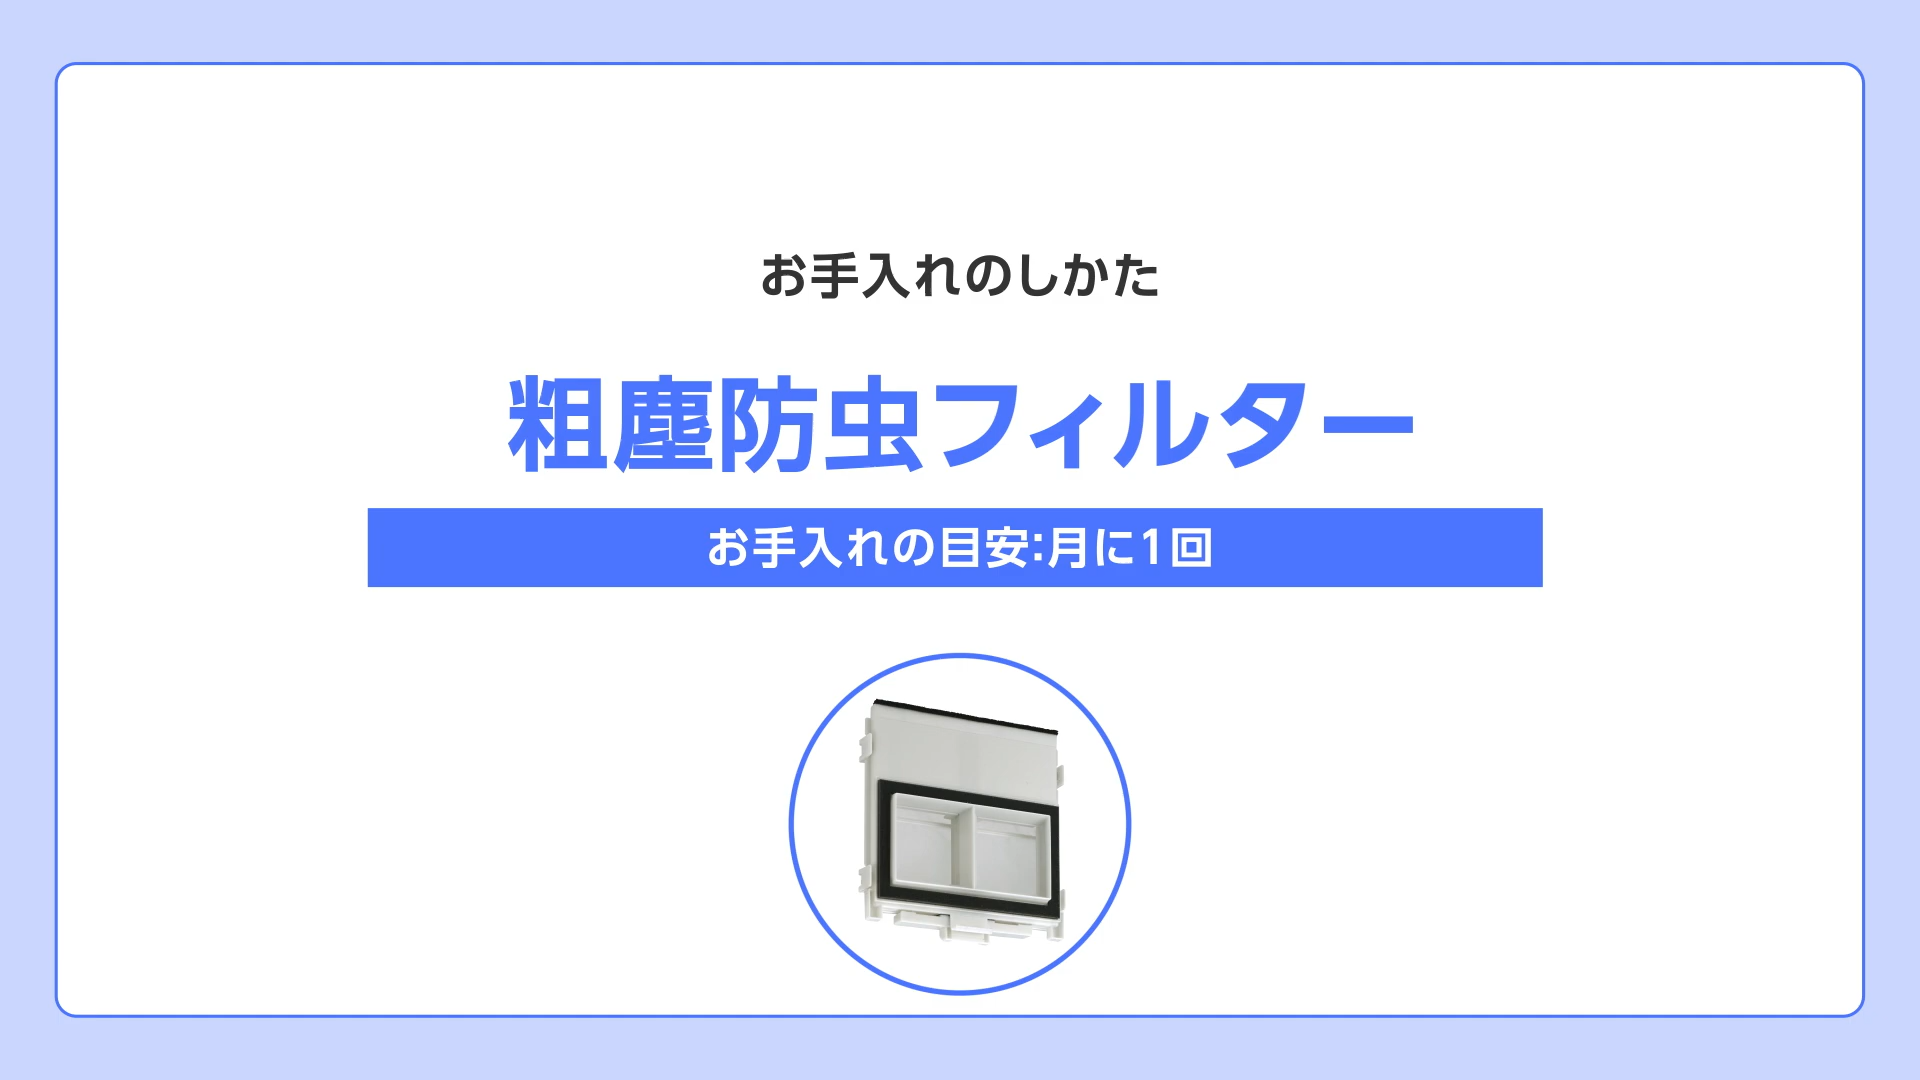 お手入れのしかた
粗塵防虫フィルター
お手入れの目安:月に1回